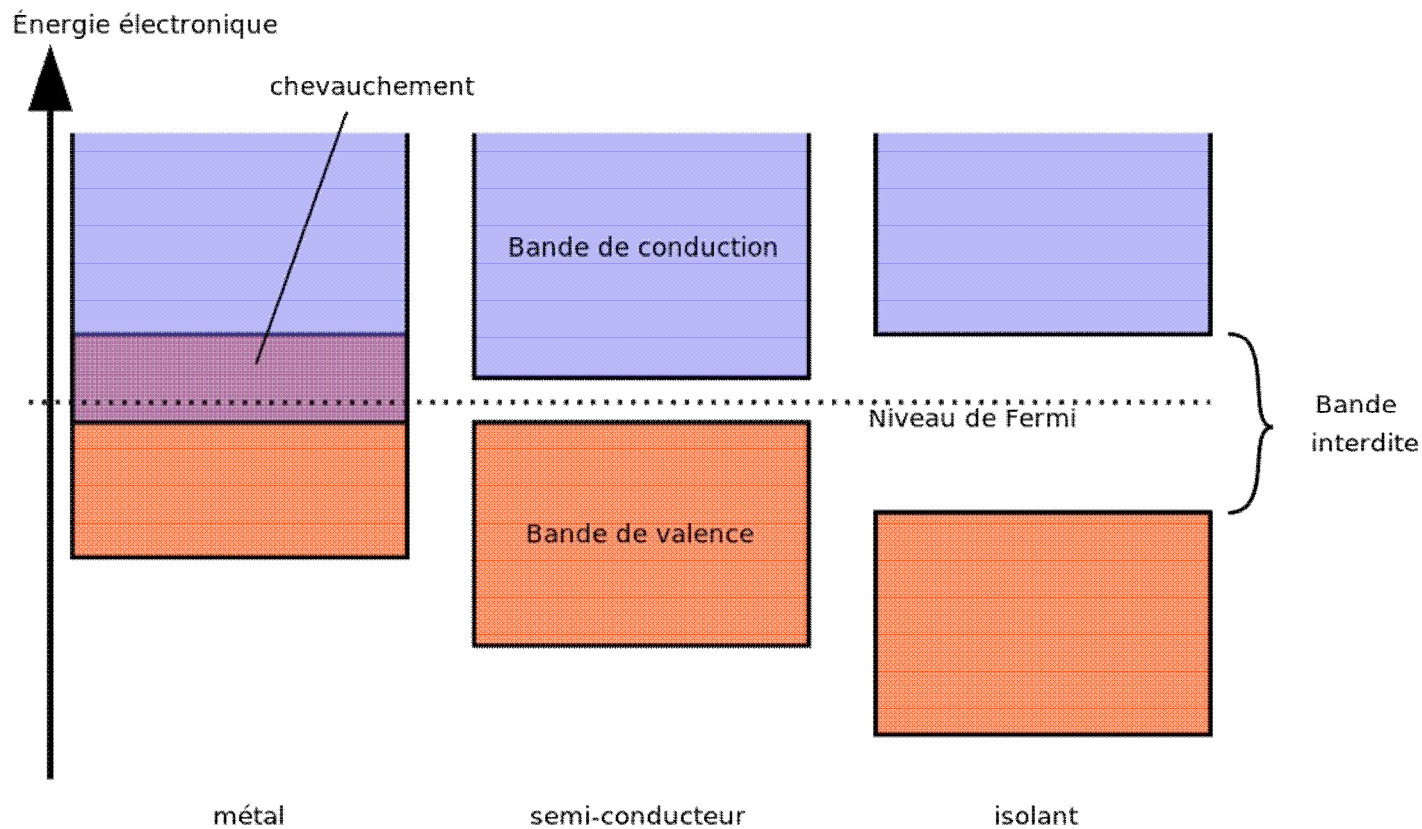 Énergie électronique
chevauchement
Bande de conduction
Niveau de Fermi
Bande
interdite
Bande de valence
métal
semi-conducteur
isolant